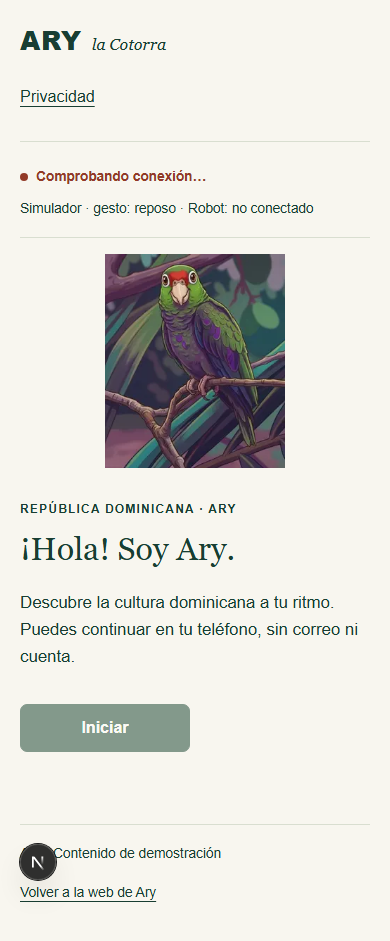 ARY la Cotorra
Privacidad
Comprobando conexión…
Simulador · gesto: reposo · Robot: no conectado
REPÚBLICA DOMINICANA · ARY
¡Hola! Soy Ary.
Descubre la cultura dominicana a tu ritmo.
Puedes continuar en tu teléfono, sin correo ni
cuenta.
Iniciar
N
Contenido de demostración
Volver a la web de Ary